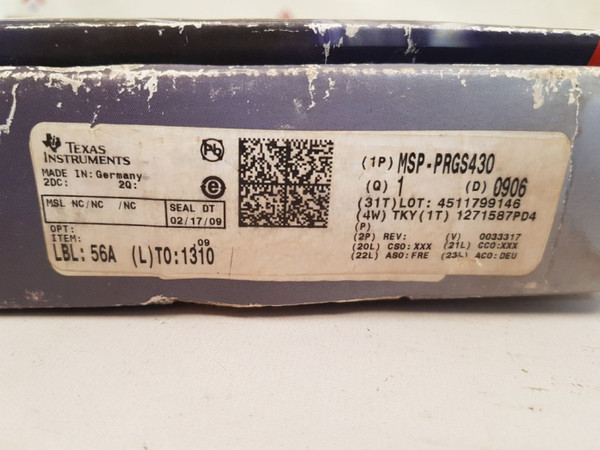 TEXAS
INSTRUMENTS
Pb
MADE IN: Germany
2DC: 2Q:
e
MSL NC/NC /NC
SEAL DT
02/17/09
OPT:
ITEM:
09
LBL: 56A (L)TO:1310
(1P) MSP-PRGS430
(Q) 1 (D) 0906
(31T)LOT: 4511799146
(4W) TKY(1T) 1271587PD4
(P)
(2P) REV: (V) 0033317
(20L) CSO:XXX (21L) CCO:XXX
(22L) ASO:FRE (23L) ACO:DEU